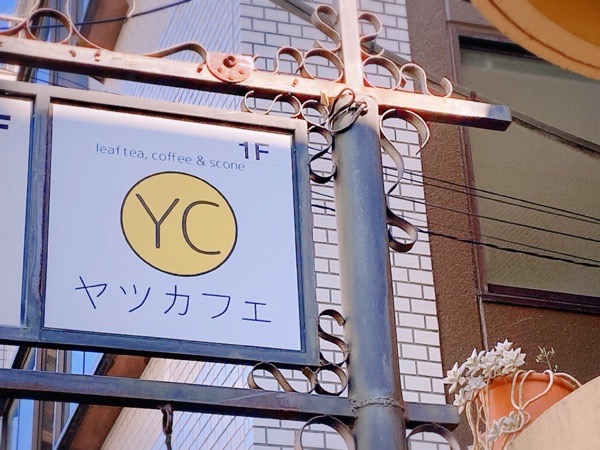 1F
leaftea, coffee & scone
YC
ヤツカフェ
F